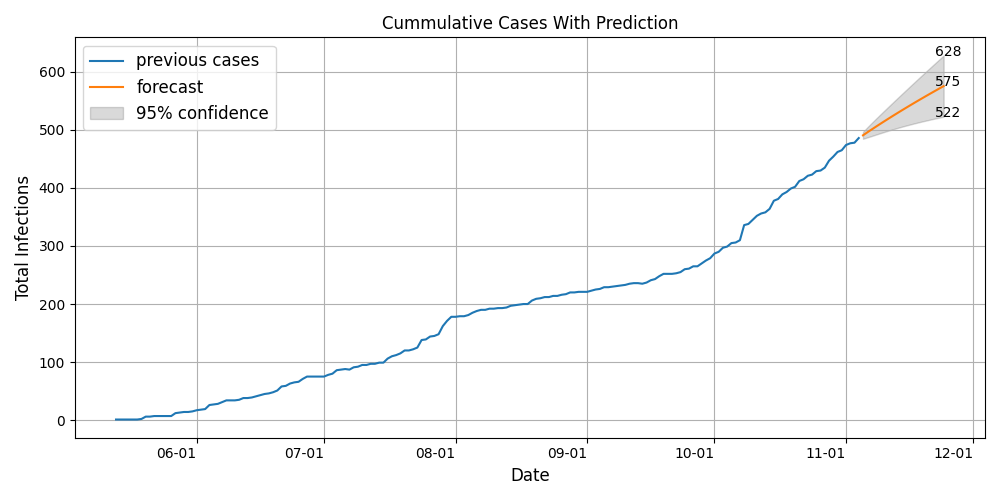 Cummulative Cases With Prediction
previous cases
forecast
95% confidence
628
575
522
Total Infections
600
500
400
300
200
100
0
06-01
07-01
08-01
09-01
10-01
11-01
12-01
Date